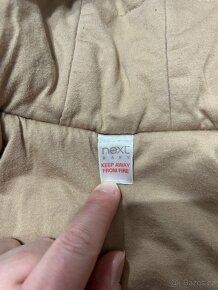 next
BABY
KEEP AWAY
FROM FIRE